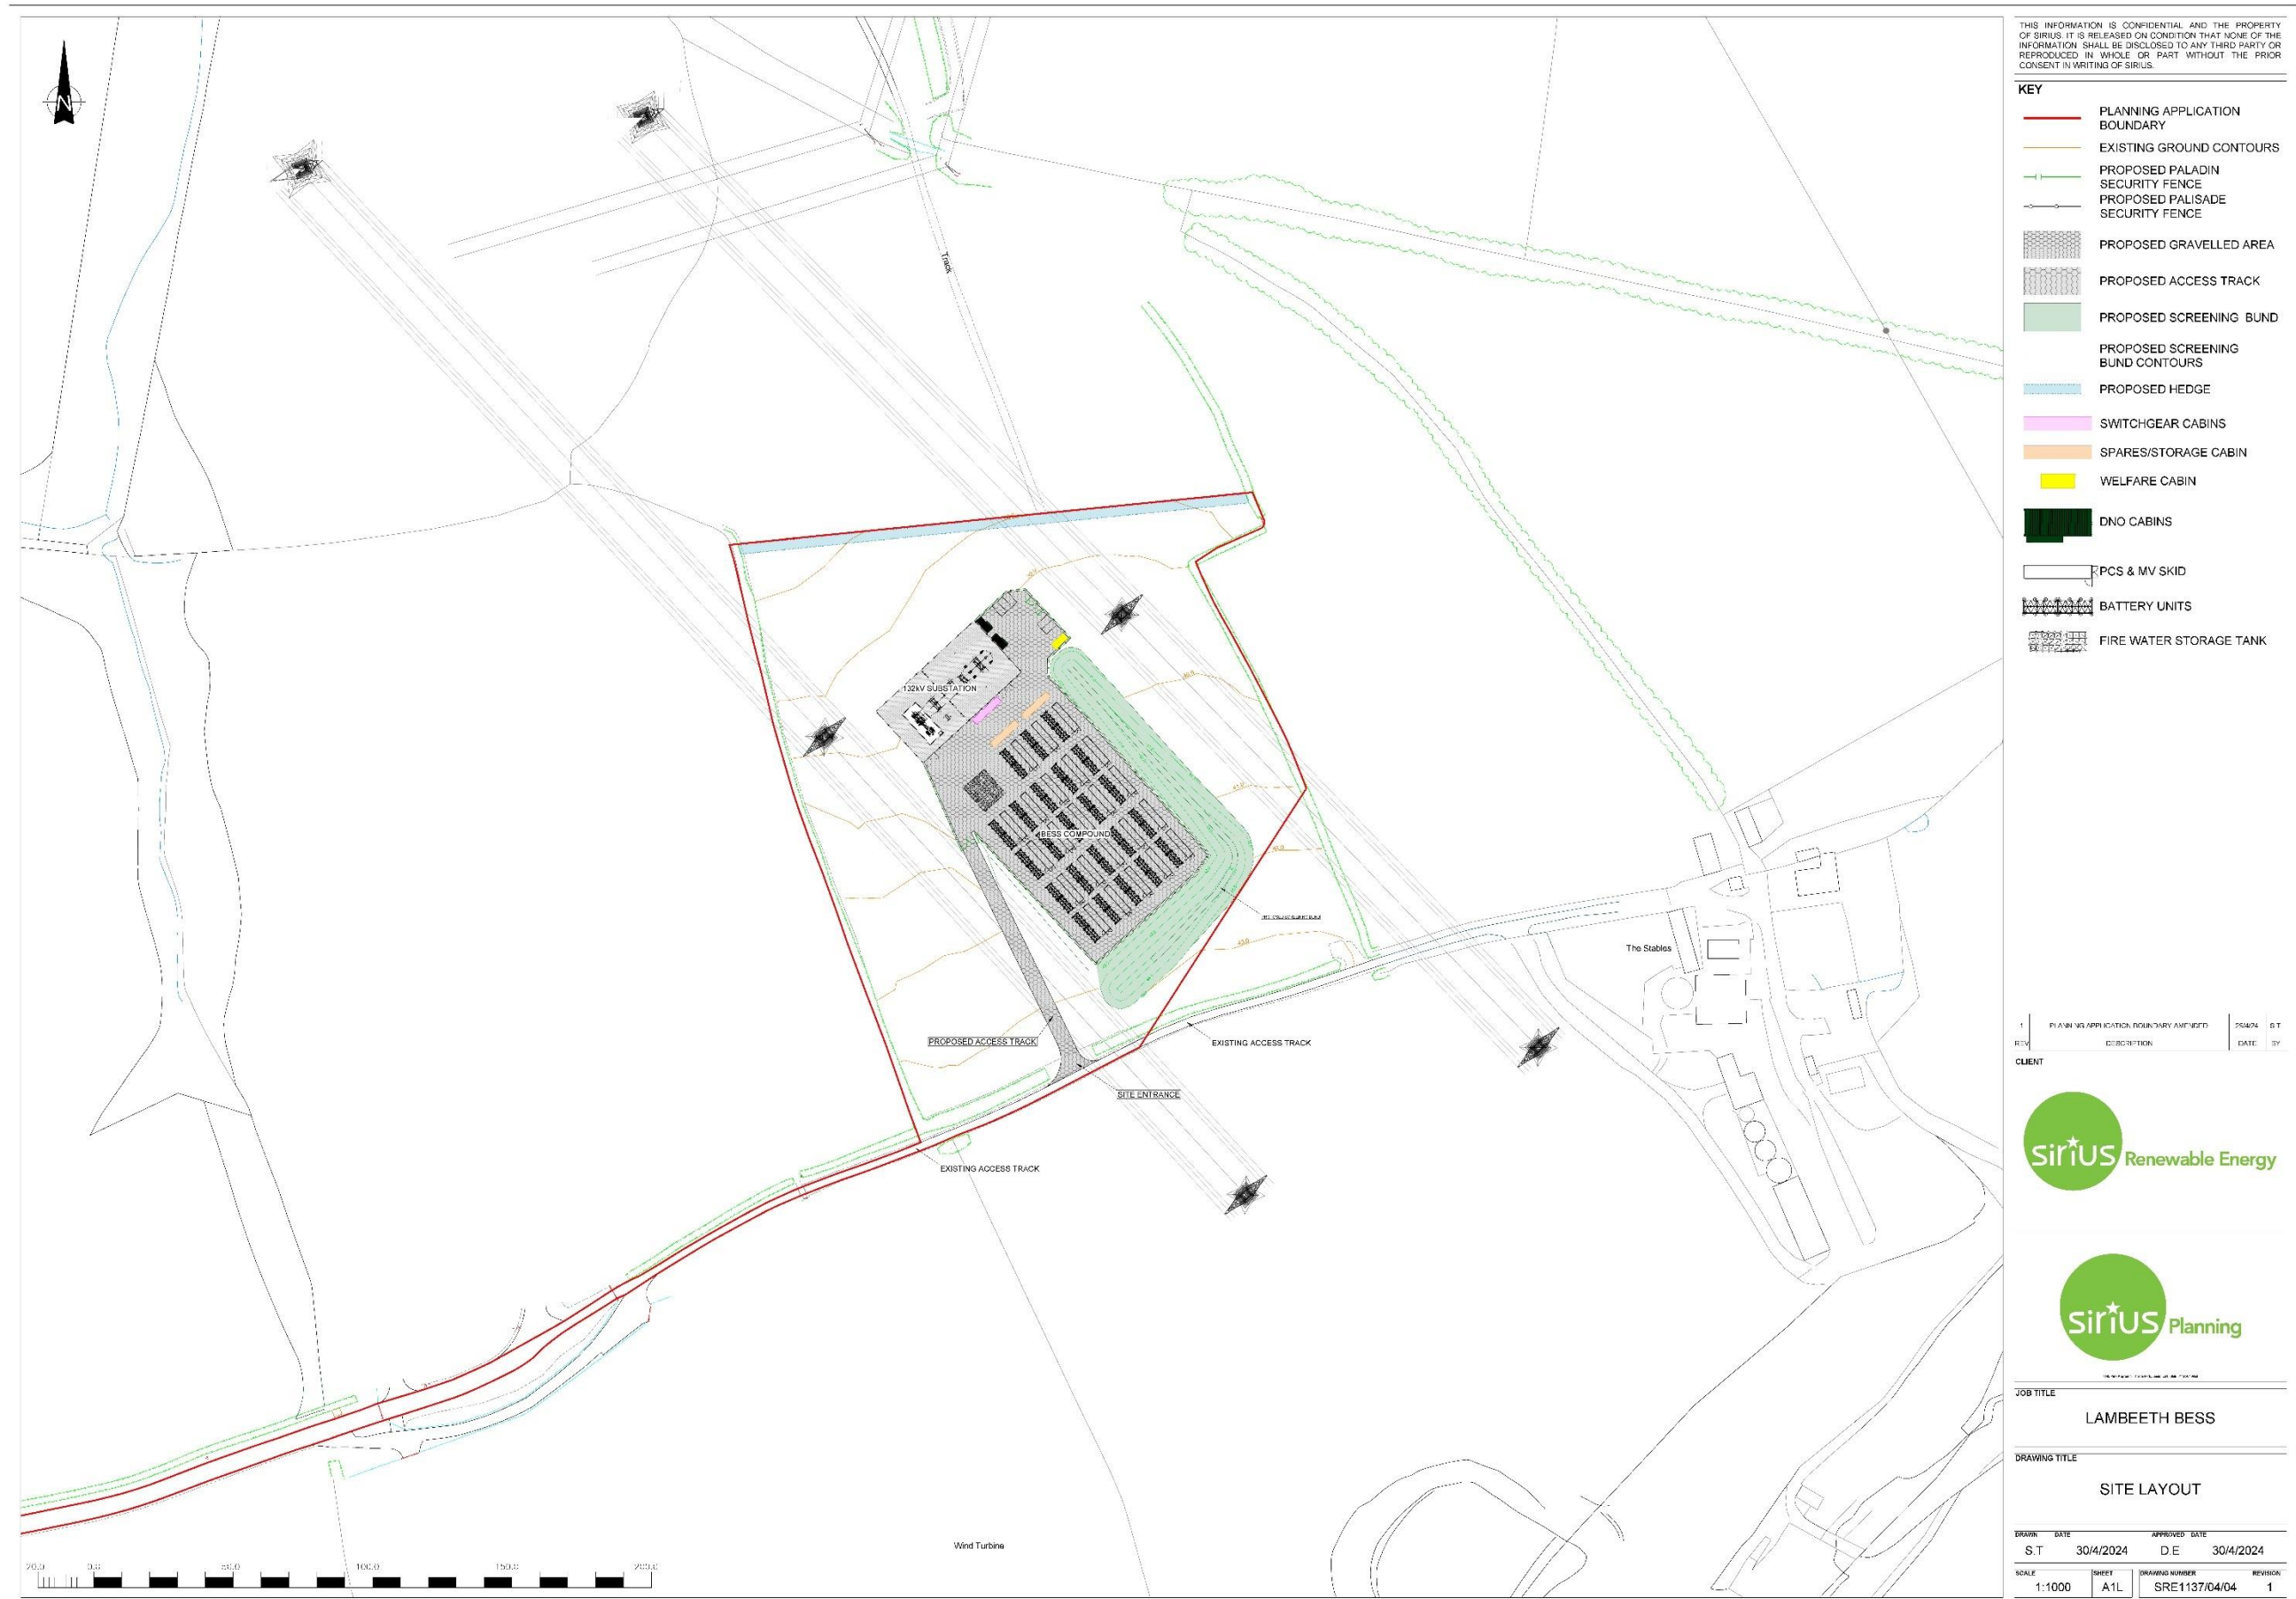 THIS INFORMATION IS CONFIDENTIAL AND THE PROPERTY
OF SIRIUS. IT IS RELEASED ON CONDITION THAT NONE OF THE
INFORMATION SHALL BE DISCLOSED TO ANY THIRD PARTY OR
REPRODUCED IN WHOLE OR PART WITHOUT THE PRIOR
CONSENT IN WRITING OF SIRIUS.
KEY
PLANNING APPLICATION
BOUNDARY
EXISTING GROUND CONTOURS
PROPOSED PALADIN
SECURITY FENCE
PROPOSED PALISADE
SECURITY FENCE
PROPOSED GRAVELLED AREA
PROPOSED ACCESS TRACK
PROPOSED SCREENING BUND
PROPOSED SCREENING
BUND CONTOURS
PROPOSED HEDGE
SWITCHGEAR CABINS
SPARES/STORAGE CABIN
WELFARE CABIN
DNO CABINS
PCS & MV SKID
BATTERY UNITS
FIRE WATER STORAGE TANK
N
Track
132kV SUBSTATION
BESS COMPOUND
The Stables
PROPOSED ACCESS TRACK
EXISTING ACCESS TRACK
SITE ENTRANCE
EXISTING ACCESS TRACK
Wind Turbine
20.0 0.0 50.0 100.0 150.0 200.0
1 PLANNING APPLICATION BOUNDARY AMENDED 29/4/24 S.T
REV DESCRIPTION DATE BY
CLIENT
sirius Renewable Energy
sirius Planning
JOB TITLE
LAMBEETH BESS
DRAWING TITLE
SITE LAYOUT
DRAWN DATE APPROVED DATE
S.T 30/4/2024 D.E 30/4/2024
SCALE SHEET DRAWING NUMBER REVISION
1:1000 A1L SRE1137/04/04 1